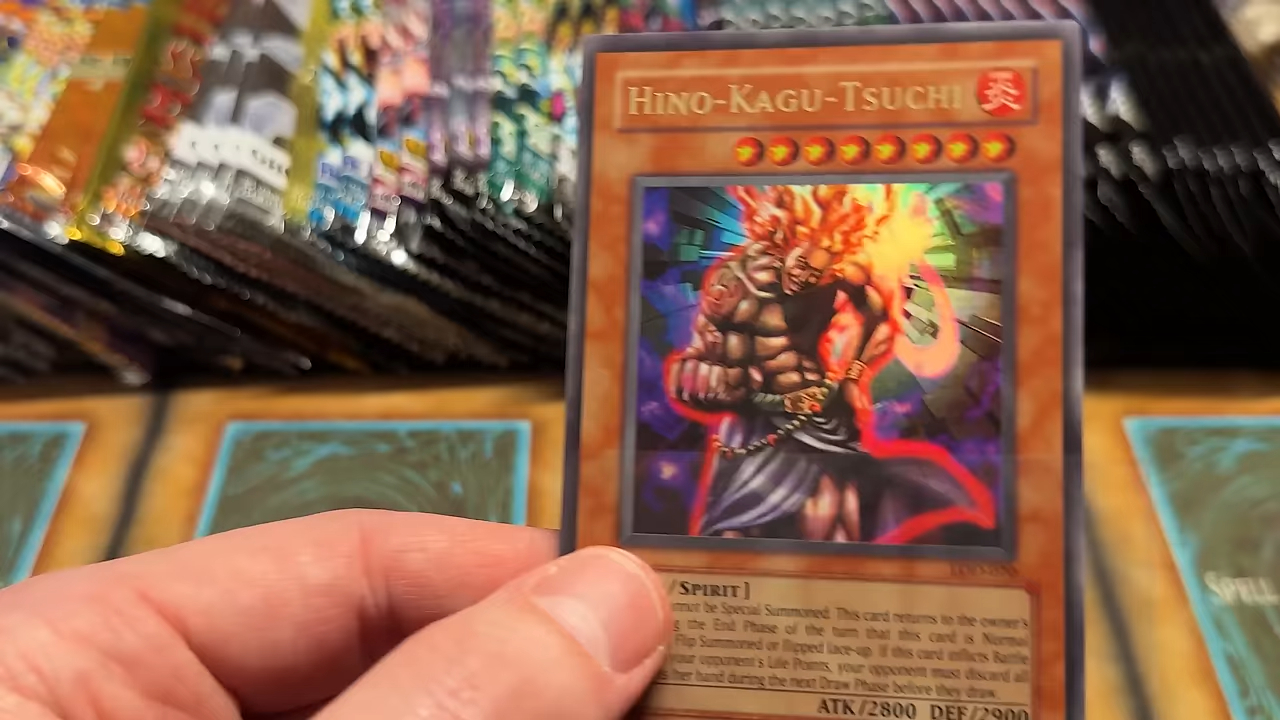 HINO-KAGU-TSUCHI 炎
/SPIRIT]
nnot be Special Summoned. This card returns to the owner's
g the End Phase of the turn that this card is Normal
Flip Summoned or flipped face-up. If this card inflicts Battle
your opponent's Life Points, your opponent must discard all
her hand during the next Draw Phase before they draw.
ATK/2800 DEF/2900
SPELL